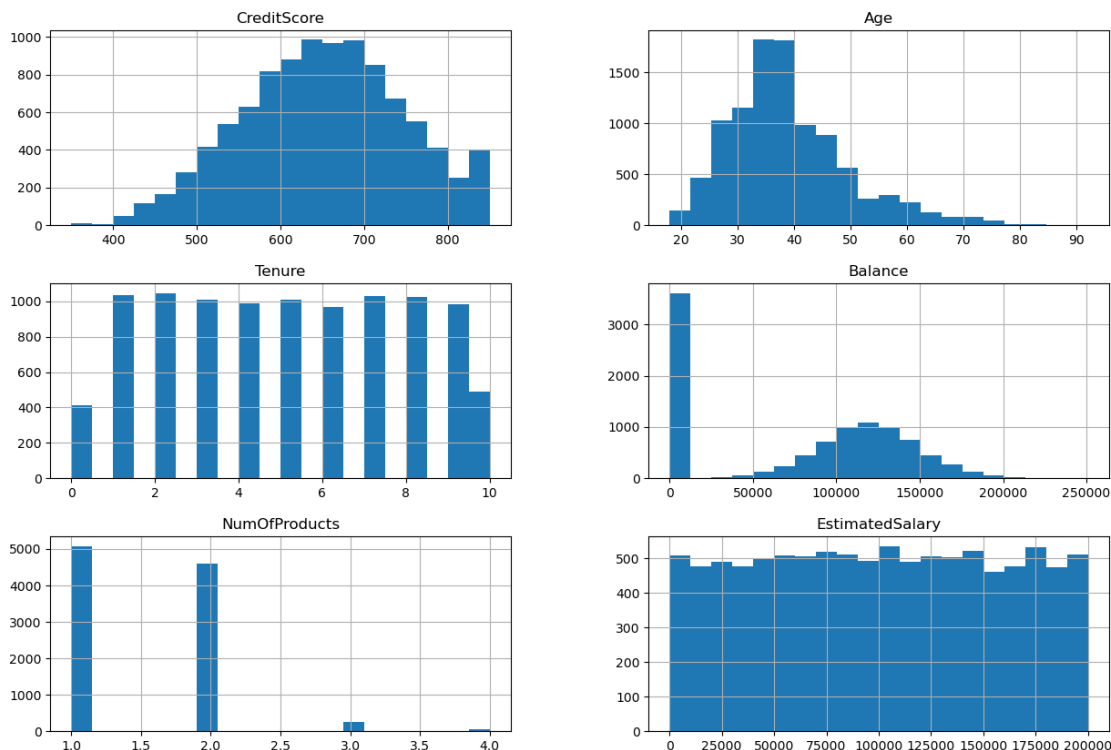 CreditScore
1000
800
600
400
200
0
400 500 600 700 800
Age
1500
1000
500
0
20 30 40 50 60 70 80 90
Tenure
1000
800
600
400
200
0
0 2 4 6 8 10
Balance
3000
2000
1000
0
0 50000 100000 150000 200000 250000
NumOfProducts
5000
4000
3000
2000
1000
0
1.0 1.5 2.0 2.5 3.0 3.5 4.0
EstimatedSalary
500
400
300
200
100
0
0 25000 50000 75000 100000 125000 150000 175000 200000